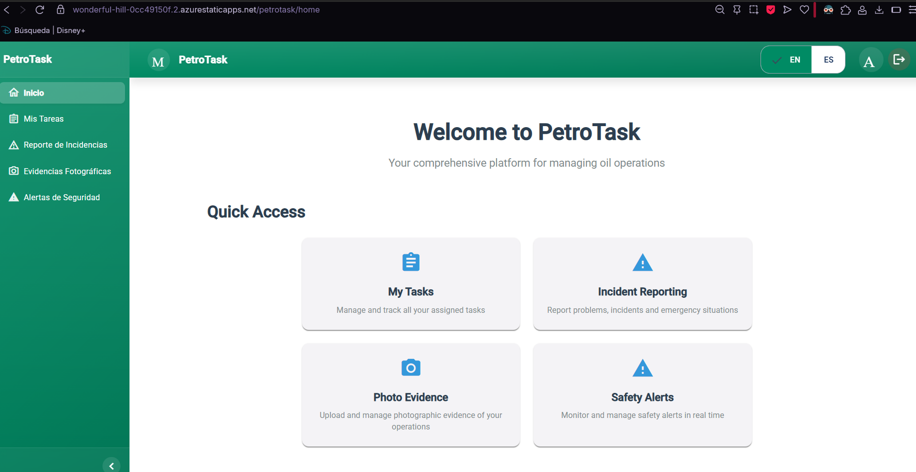 wonderful-hill-0cc49150f.2.azurestaticapps.net/petrotask/home
Búsqueda | Disney+
PetroTask
M PetroTask
EN ES A
Inicio
Mis Tareas
Reporte de Incidencias
Evidencias Fotográficas
Alertas de Seguridad
Welcome to PetroTask
Your comprehensive platform for managing oil operations
Quick Access
My Tasks
Manage and track all your assigned tasks
Incident Reporting
Report problems, incidents and emergency situations
Photo Evidence
Upload and manage photographic evidence of your
operations
Safety Alerts
Monitor and manage safety alerts in real time